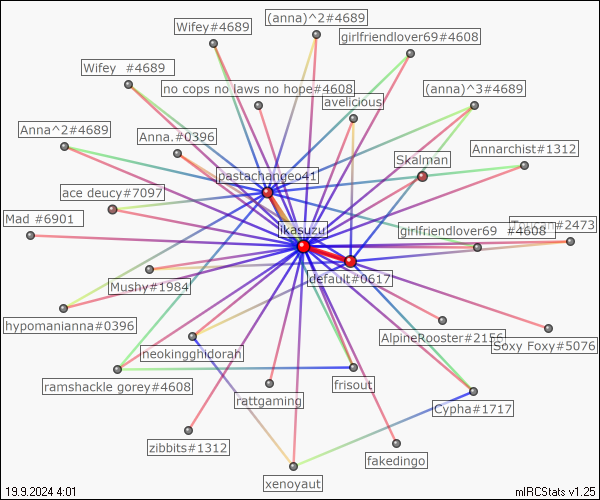 (anna)^2#4689
Wifey#4689
girlfriendlover69#4608
Wifey  #4689
no cops no laws no hope#4608
(anna)^3#4689
avelicious
Anna^2#4689
Anna.#0396
Annarchist#1312
Skalman
pastachangeo41
ace deucy#7097
Mad #6901
ikasuzu
girlfriendlover69  #4608
#2473
default#0617
Mushy#1984
hypomanianna#0396
AlpineRooster#2156
Soxy Foxy#5076
neokingghidorah
ramshackle gorey#4608
frisout
rattgaming
Cypha#1717
zibbits#1312
fakedingo
xenoyaut
19.9.2024 4:01
mIRCStats v1.25